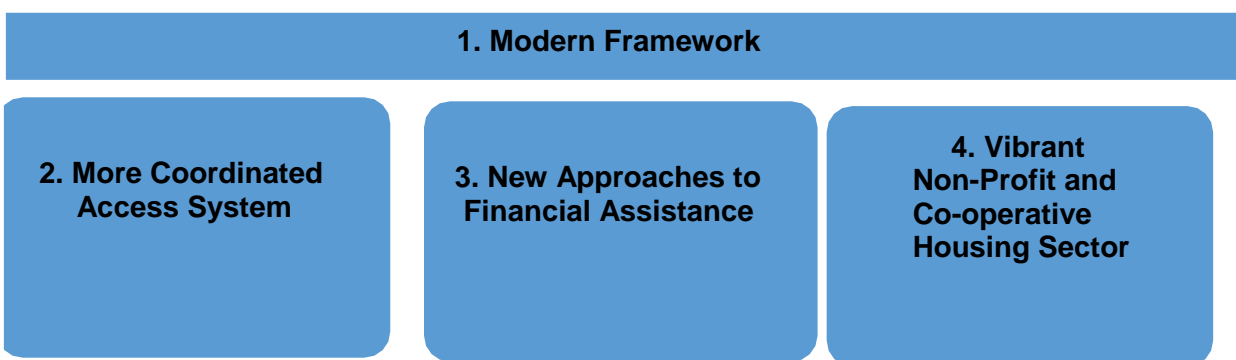 1. Modern Framework
2. More Coordinated
Access System
3. New Approaches to
Financial Assistance
4. Vibrant
Non-Profit and
Co-operative
Housing Sector